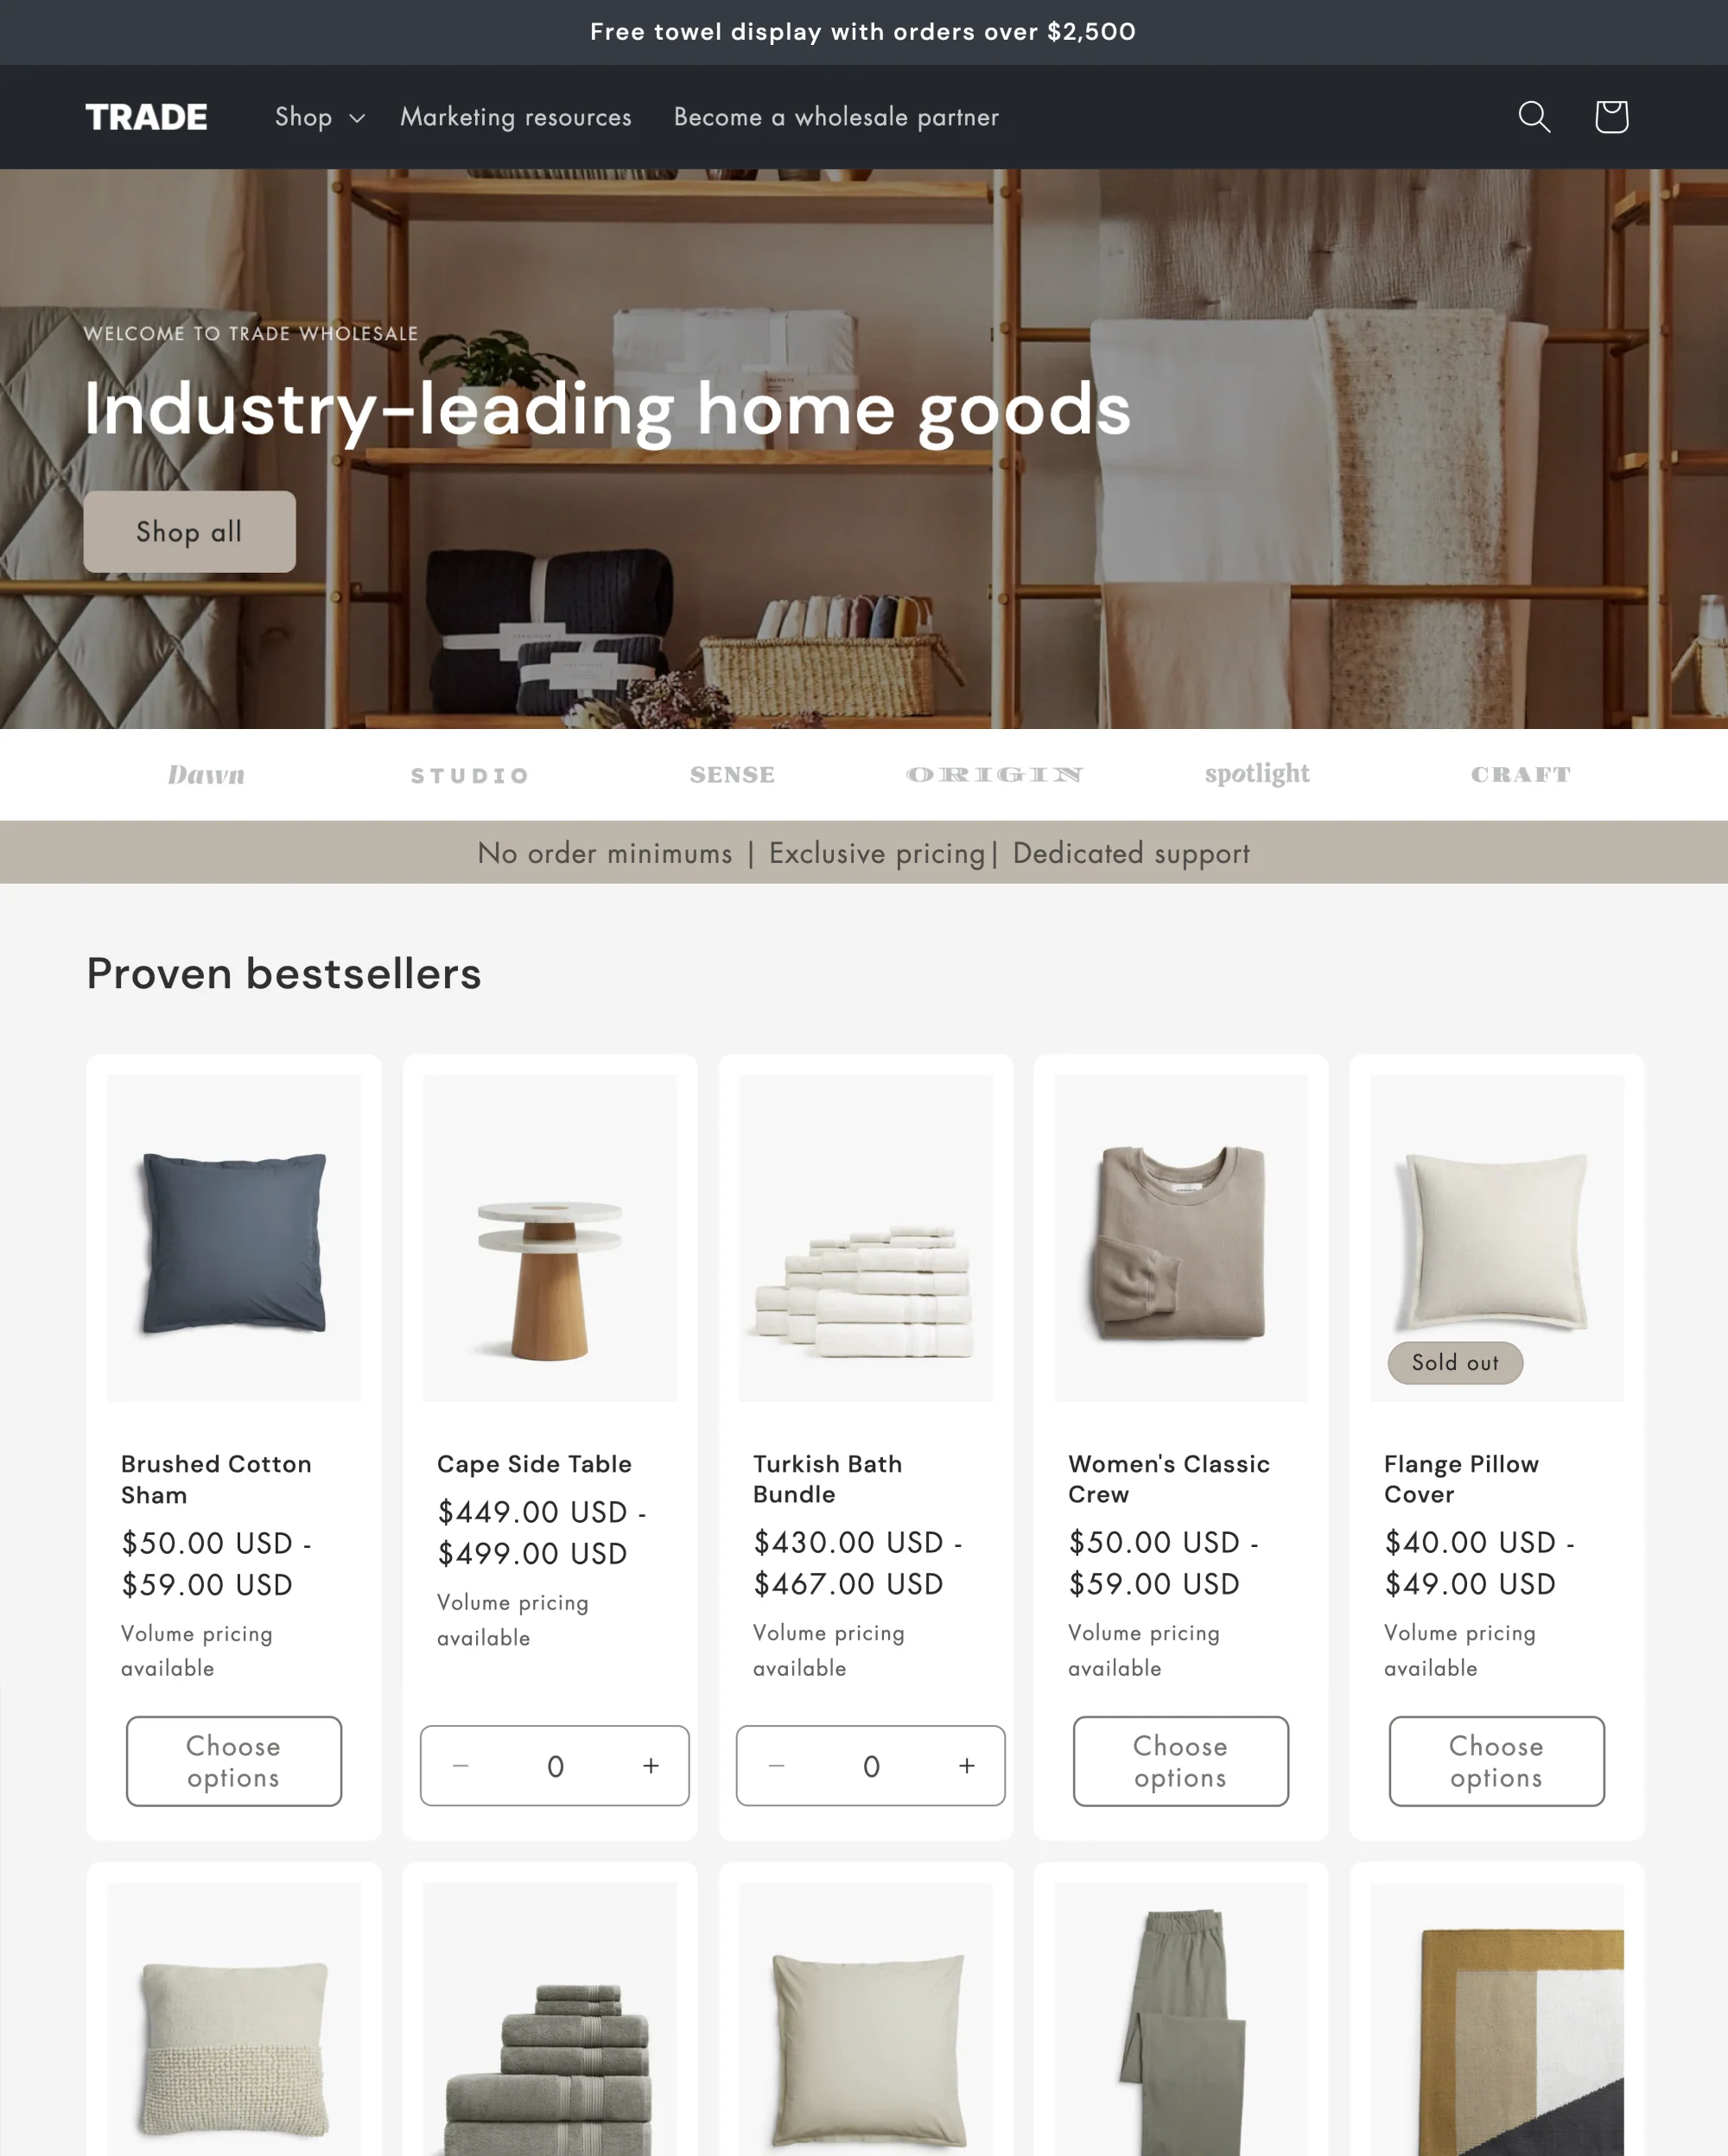 Free towel display with orders over $2,500
TRADE
Shop
Marketing resources
Become a wholesale partner
WELCOME TO TRADE WHOLESALE
Industry-leading home goods
Shop all
Dawn
STUDIO
SENSE
ORIGIN
spotlight
CRAFT
No order minimums | Exclusive pricing| Dedicated support
Proven bestsellers
Brushed Cotton
Sham
$50.00 USD -
$59.00 USD
Volume pricing
available
Choose
options
Cape Side Table
$449.00 USD -
$499.00 USD
Volume pricing
available
− 0 +
Turkish Bath
Bundle
$430.00 USD -
$467.00 USD
Volume pricing
available
− 0 +
Women's Classic
Crew
$50.00 USD -
$59.00 USD
Volume pricing
available
Choose
options
Sold out
Flange Pillow
Cover
$40.00 USD -
$49.00 USD
Volume pricing
available
Choose
options